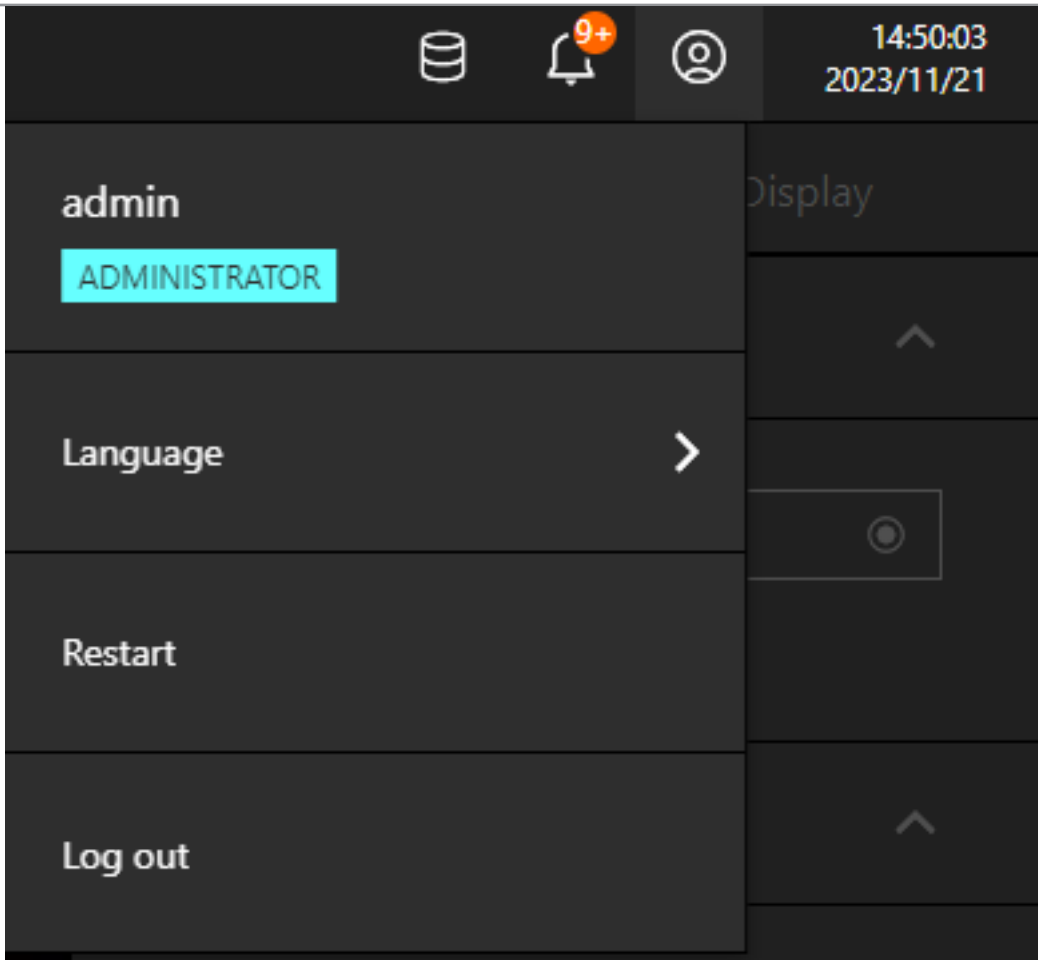 9+
14:50:03
2023/11/21
admin
Display
ADMINISTRATOR
Language
Restart
Log out